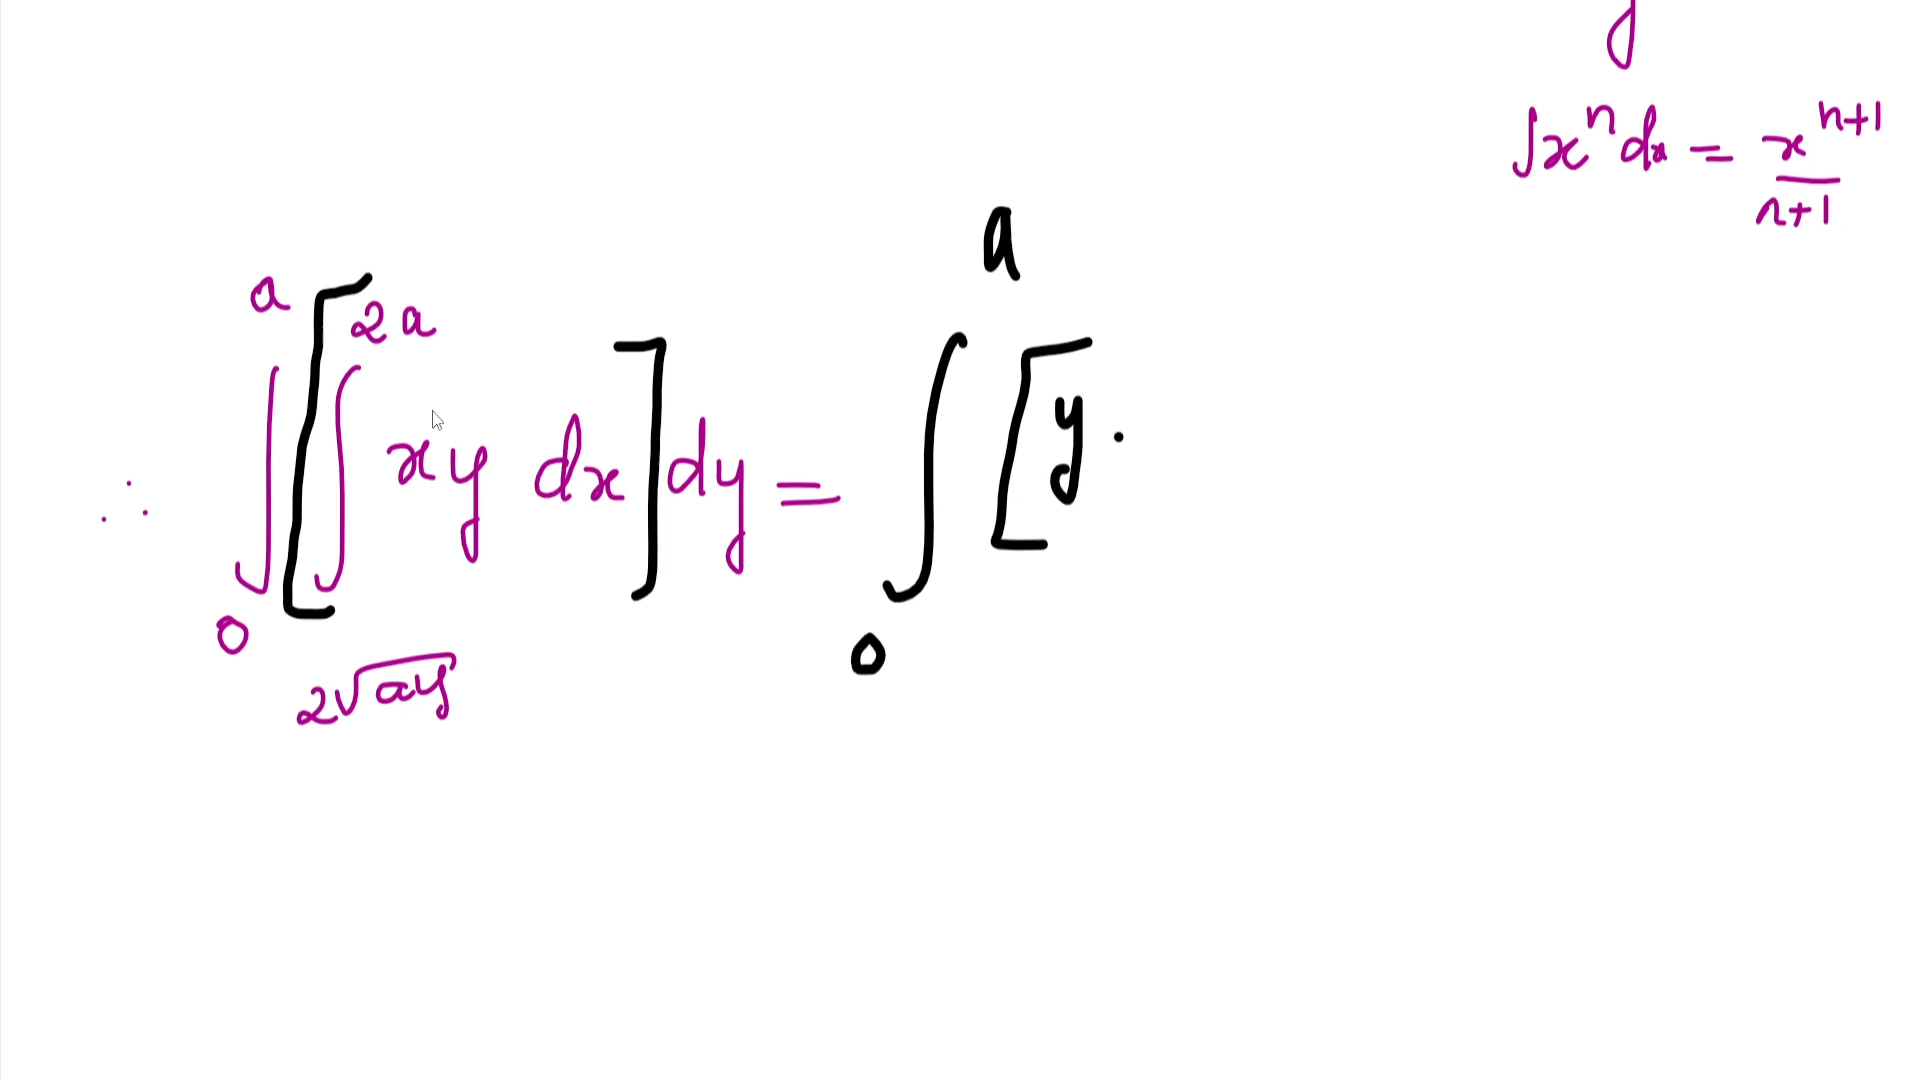 y
∫xⁿdx = xⁿ⁺¹/n+1
∴ ∫₀ᵃ [∫_{2√ay}^{2a} xy dx] dy = ∫₀ᵃ [y.